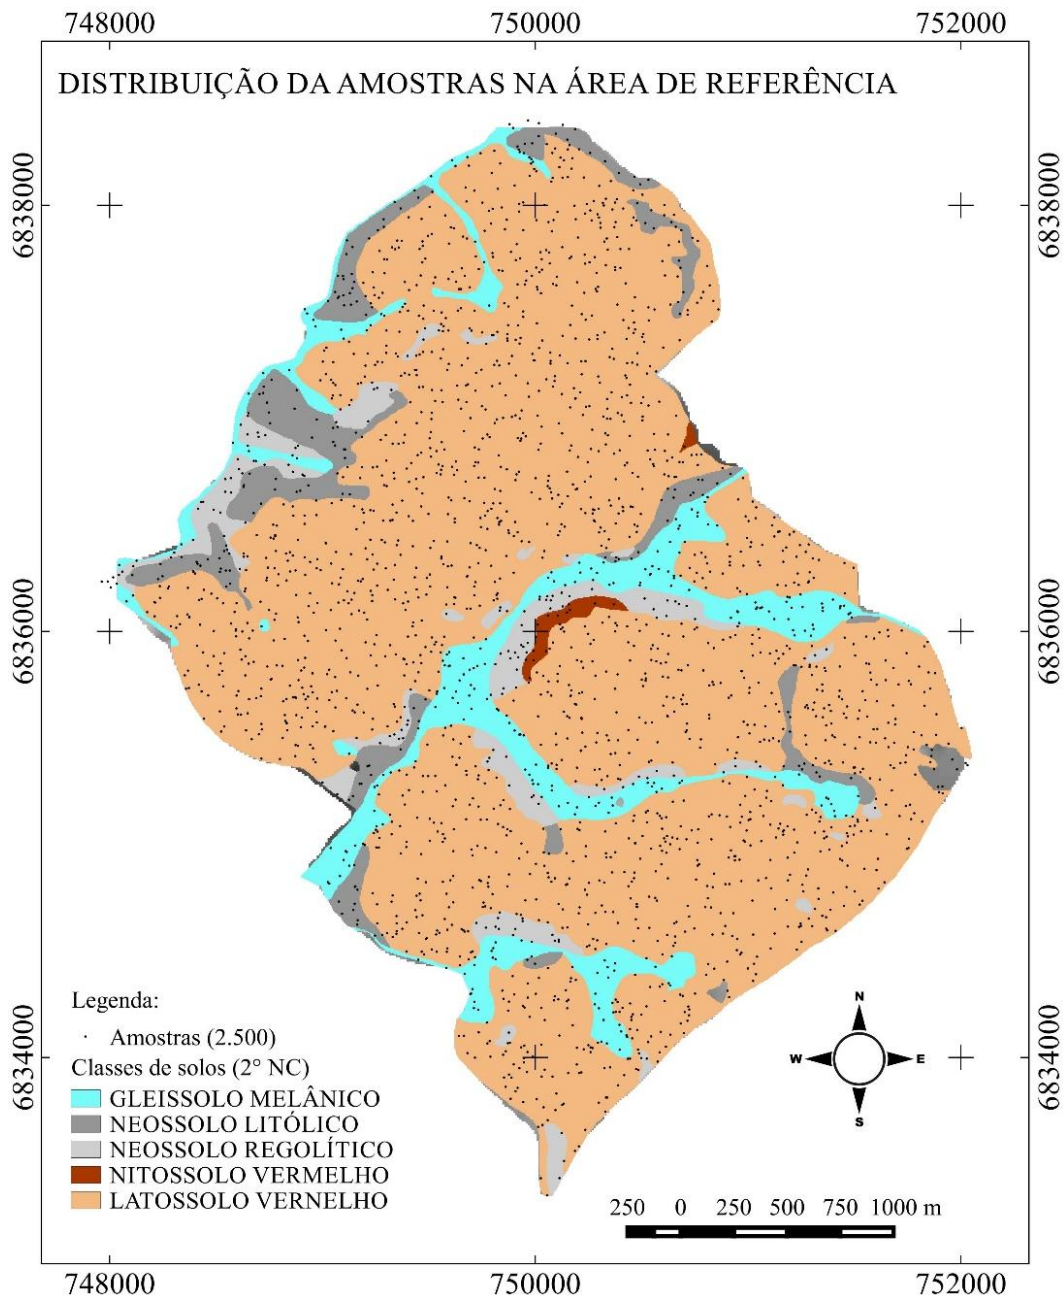 748000 750000 752000
DISTRIBUIÇÃO DA AMOSTRAS NA ÁREA DE REFERÊNCIA
6838000 6838000
6836000 6836000
6834000 6834000
Legenda:
Amostras (2.500)
Classes de solos (2° NC)
GLEISSOLO MELÂNICO
NEOSSOLO LITÓLICO
NEOSSOLO REGOLÍTICO
NITOSSOLO VERMELHO
LATOSSOLO VERNELHO
N
W E
S
250 0 250 500 750 1000 m
748000 750000 752000